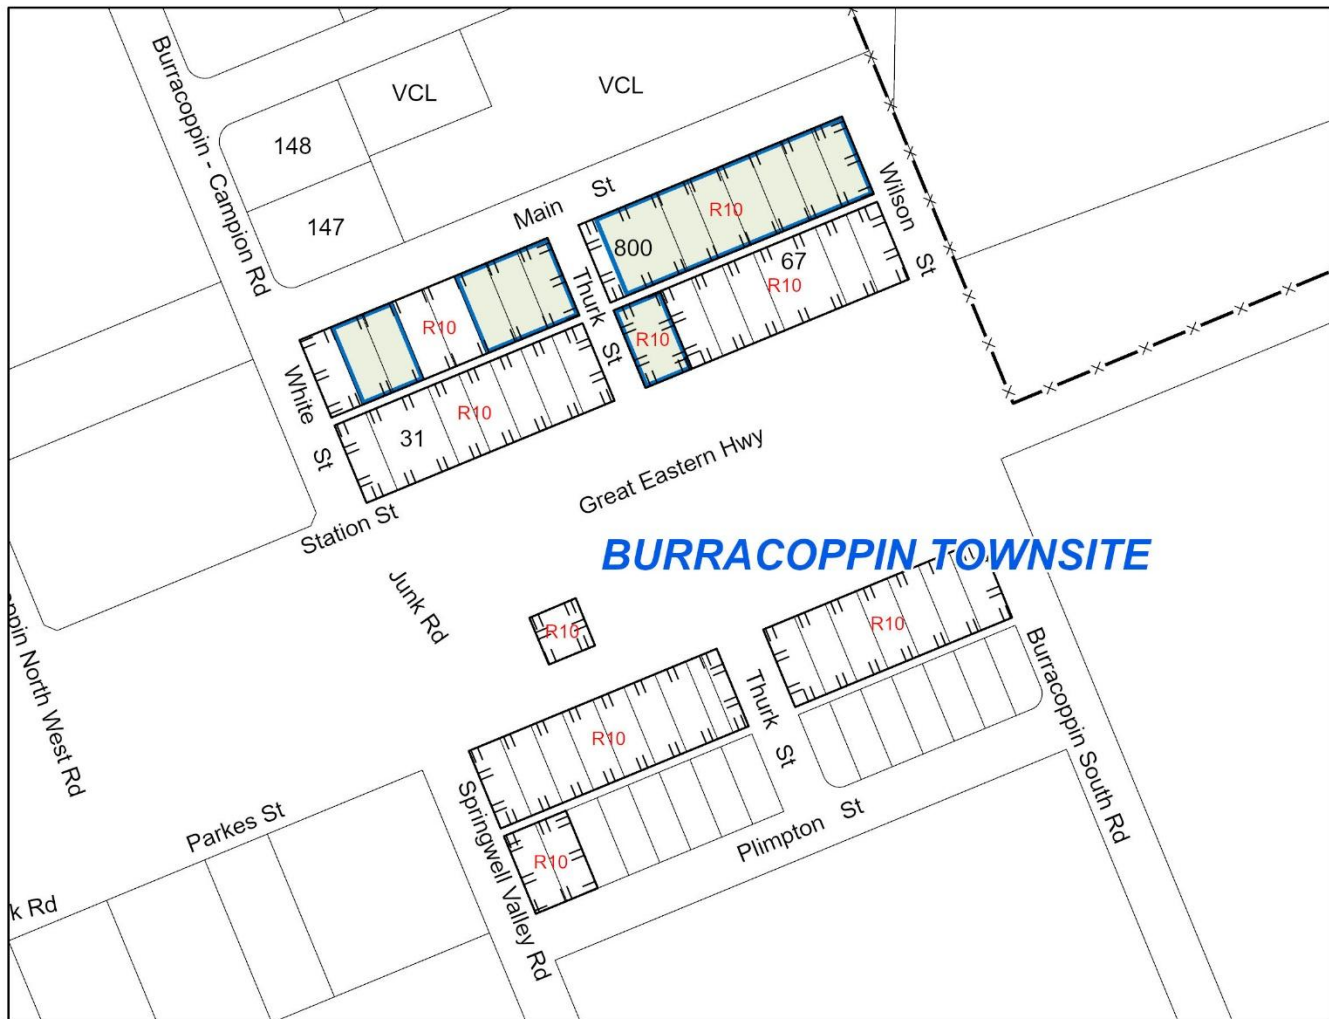 Burracoppin - Campion Rd
VCL
VCL
148
147
Main St
800
R10
67
R10
Wilson St
Thurk St
R10
R10
White St
31
R10
Station St
Great Eastern Hwy
BURRACOPPIN TOWNSITE
Junk Rd
R10
R10
Thurk St
R10
Burracoppin South Rd
oppin North West Rd
Springwell Valley Rd
R10
Parkes St
Plimpton St
k Rd